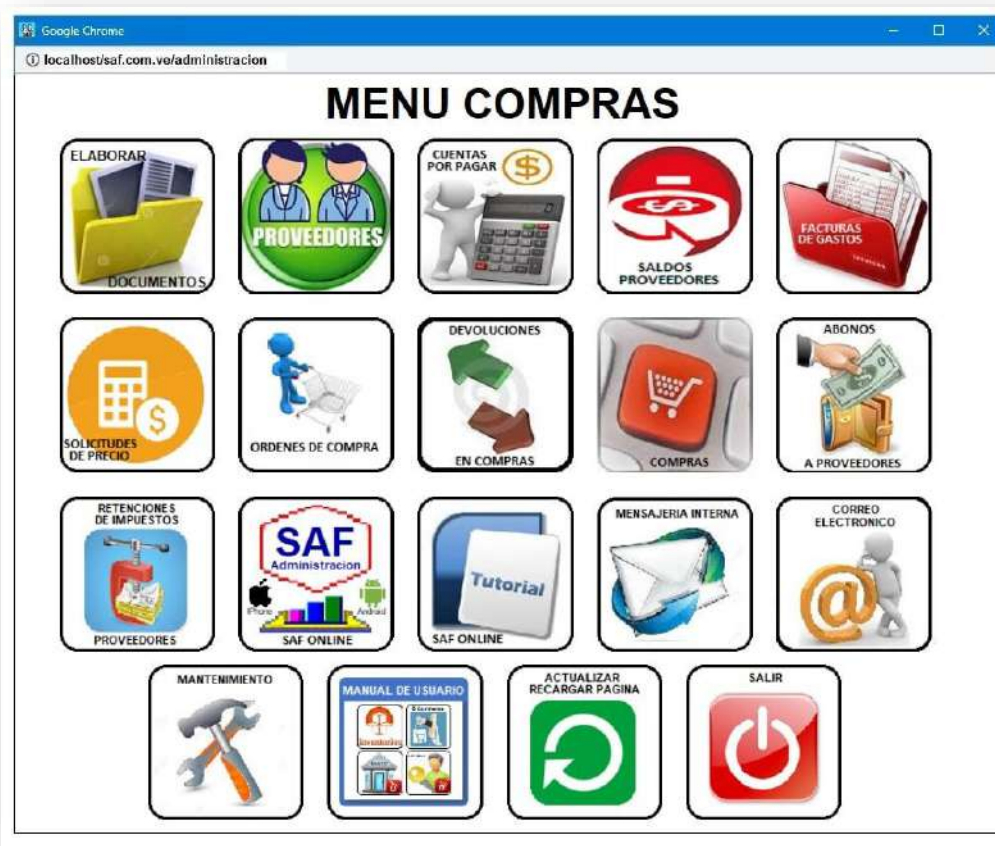 Google Chrome
localhost/saf.com.ve/administracion
MENU COMPRAS
ELABORAR
DOCUMENTOS
PROVEEDORES
CUENTAS
POR PAGAR
$
SALDOS
PROVEEDORES
FACTURAS
DE GASTOS
$
SOLICITUDES
DE PRECIO
ORDENES DE COMPRA
DEVOLUCIONES
EN COMPRAS
COMPRAS
ABONOS
A PROVEEDORES
RETENCIONES
DE IMPUESTOS
PROVEEDORES
SAF
Administracion
iPhone
Android
SAF ONLINE
Tutorial
SAF ONLINE
MENSAJERIA INTERNA
CORREO
ELECTRONICO
@
MANTENIMIENTO
MANUAL DE USUARIO
Inventarios
ACTUALIZAR
RECARGAR PAGINA
SALIR